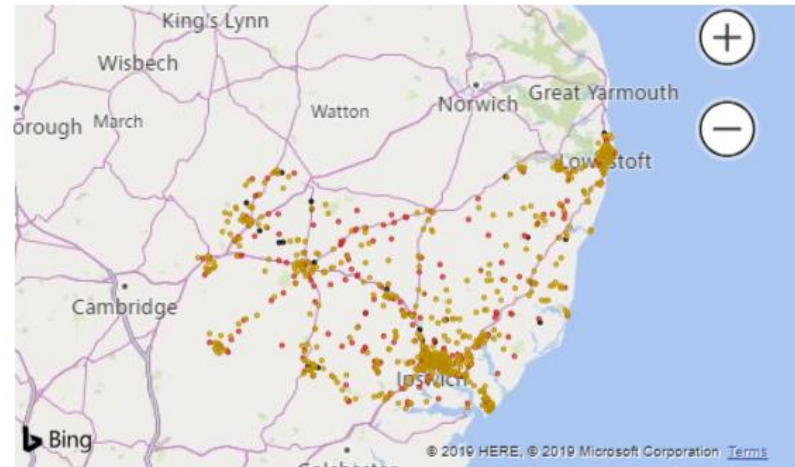 King's Lynn
+
Wisbech
Norwich
Great Yarmouth
Watton
orough
March
−
Lowestoft
Cambridge
Ipswich
Bing
© 2019 HERE, © 2019 Microsoft Corporation Terms
Colchester